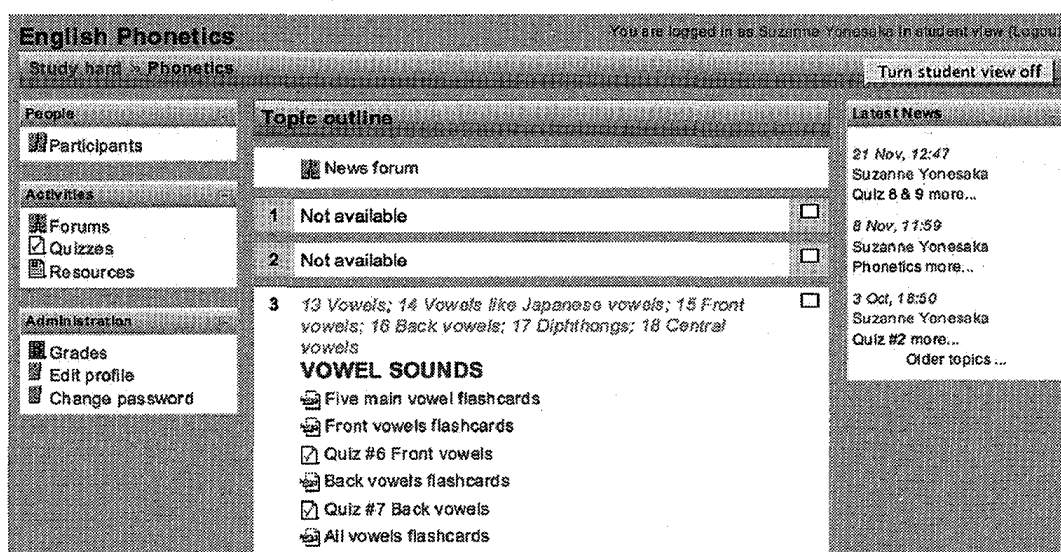 English Phonetics
You are logged in as Suzanne Yonesaka in student view (Logout)
Study hard » Phonetics
Turn student view off
People
Participants
Activities
Forums
Quizzes
Resources
Administration
Grades
Edit profile
Change password
Topic outline
News forum
1 Not available
2 Not available
3 13 Vowels; 14 Vowels like Japanese vowels; 15 Front
vowels; 16 Back vowels; 17 Diphthongs; 18 Central
vowels
VOWEL SOUNDS
Five main vowel flashcards
Front vowels flashcards
Quiz #6 Front vowels
Back vowels flashcards
Quiz #7 Back vowels
All vowels flashcards
Latest News
21 Nov, 12:47
Suzanne Yonesaka
Quiz 8 & 9 more...
8 Nov, 11:59
Suzanne Yonesaka
Phonetics more...
3 Oct, 18:50
Suzanne Yonesaka
Quiz #2 more...
Older topics ...